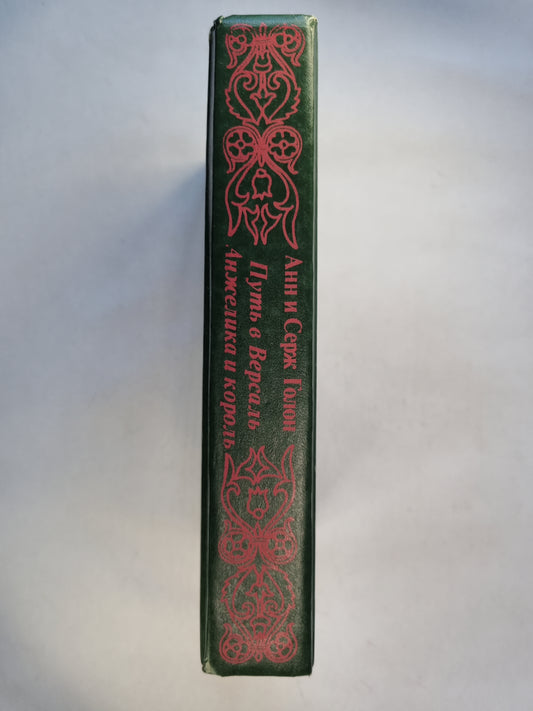 Анн и Серж Голон
Путь в Версаль
Анжелика и король